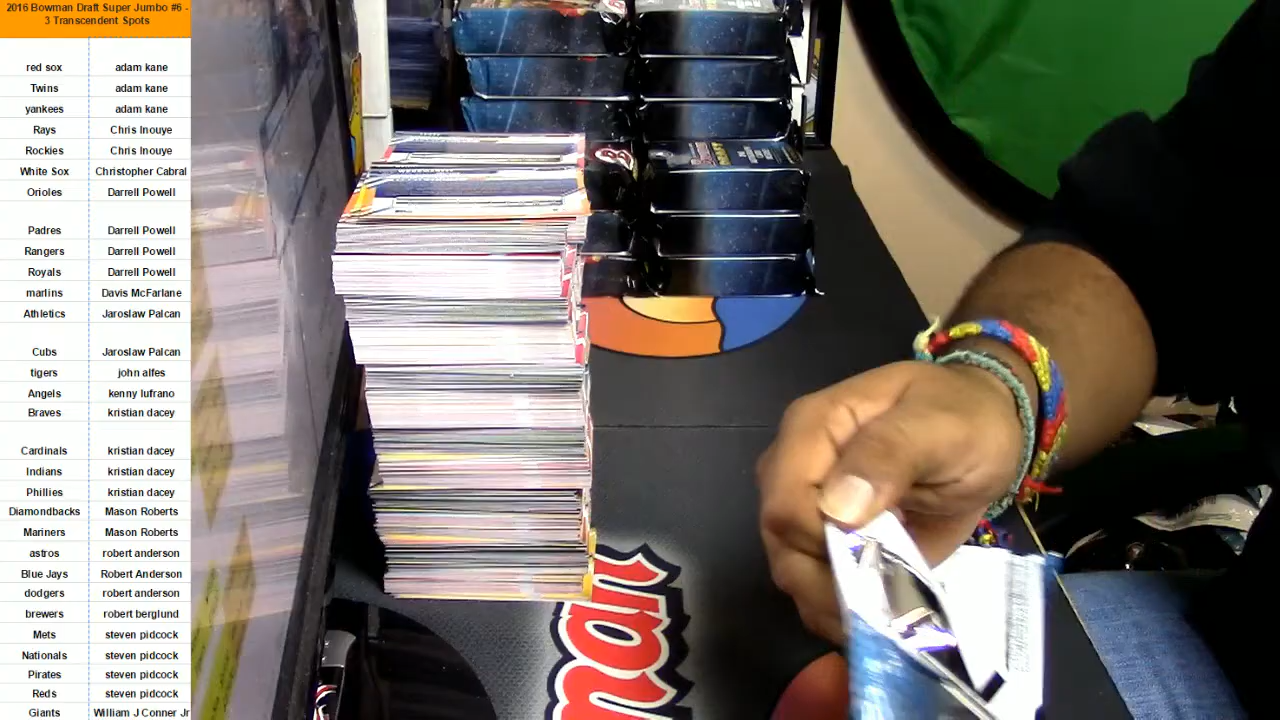 2016 Bowman Draft Super Jumbo #6 -
3 Transcendent Spots
red sox adam kane
Twins adam kane
yankees adam kane
Rays Chris Inouye
Rockies Chris Inouye
White Sox Christopher Cabral
Orioles Darrell Powell
Padres Darrell Powell
Rangers Darrell Powell
Royals Darrell Powell
marlins Davis McFarlane
Athletics Jaroslaw Palcan
Cubs Jaroslaw Palcan
tigers john alfes
Angels kenny lufrano
Braves kristian dacey
Cardinals kristian dacey
Indians kristian dacey
Phillies kristian dacey
Diamondbacks Mason Roberts
Mariners Mason Roberts
astros robert anderson
Blue Jays Robert Anderson
dodgers robert anderson
brewers robert berglund
Mets steven pidcock
Nationals steven pidcock
Pirates steven pidcock
Reds steven pidcock
Giants William J Conner Jr